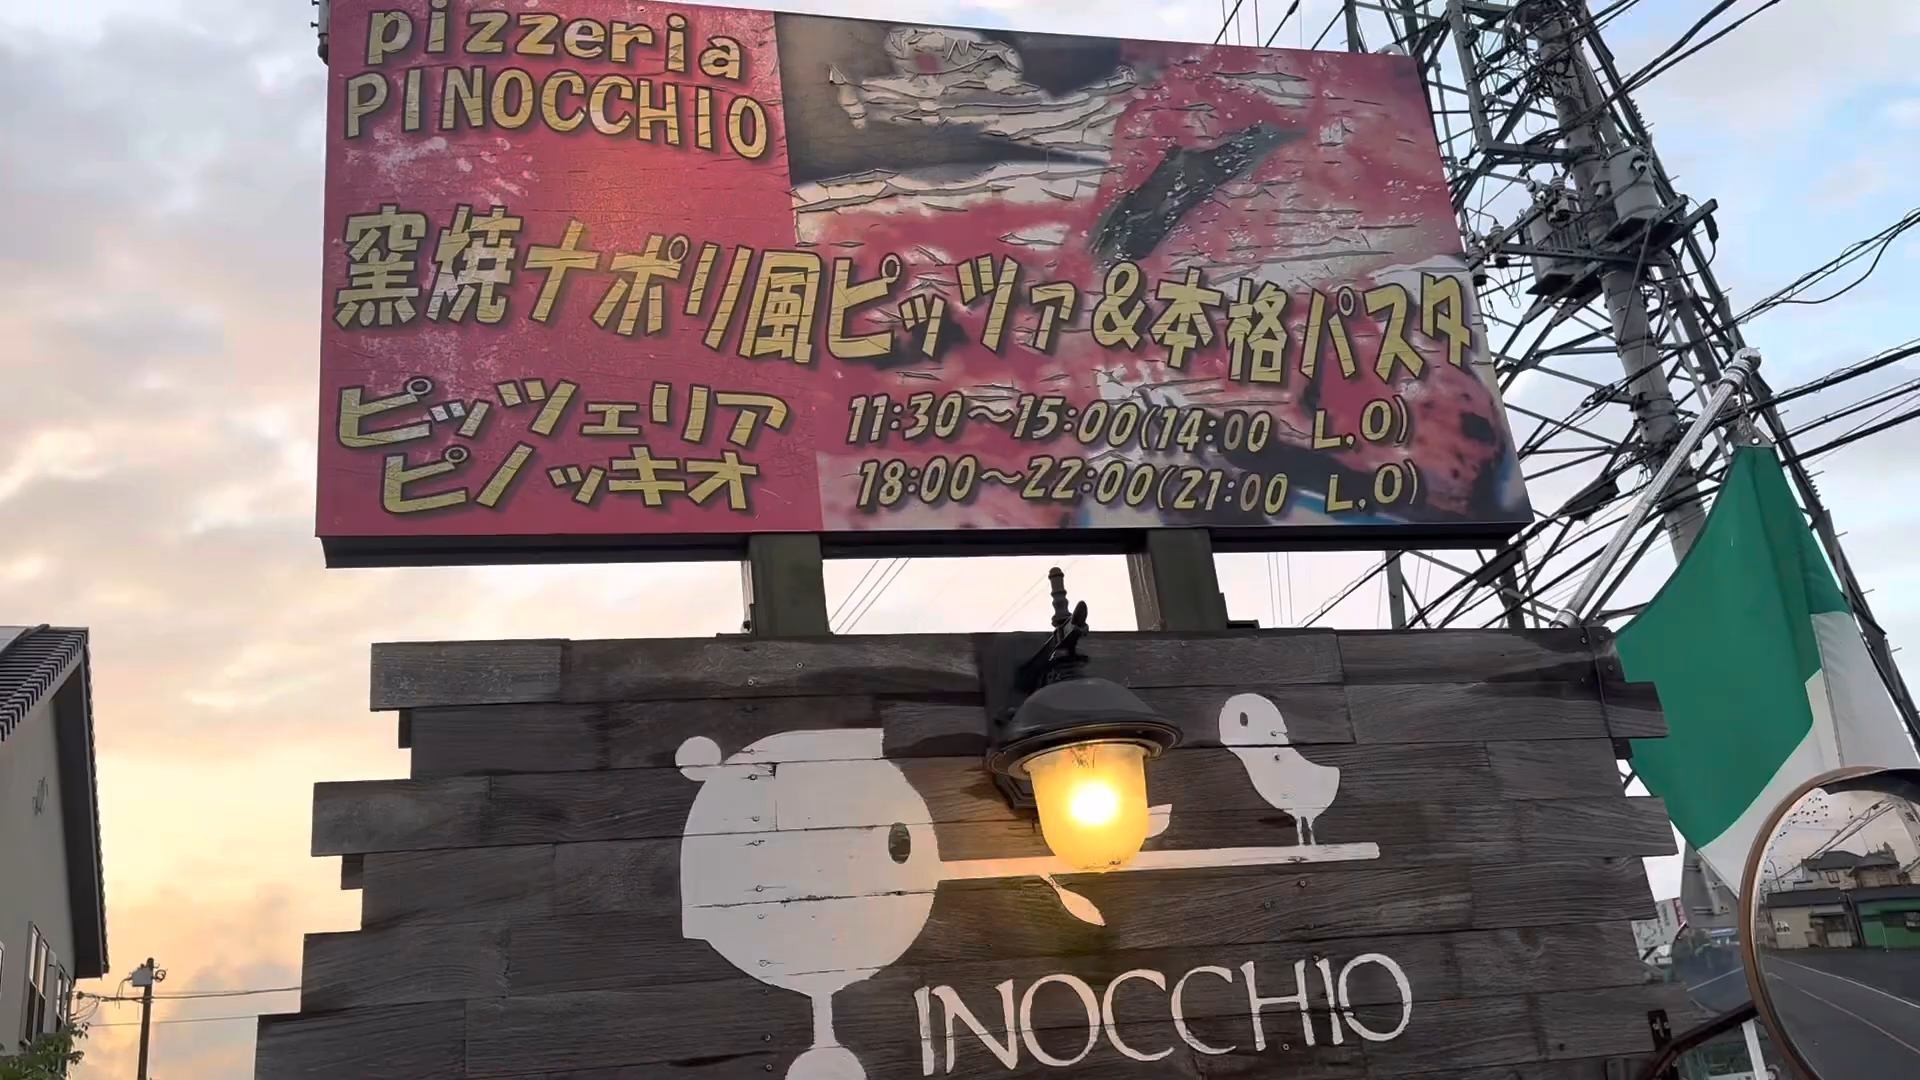 pizzeria
PINOCCHIO
窯焼ナポリ風ピッツァ&本格パスタ
ピッツェリア
ピノッキオ
11:30～15:00(14:00 L.O)
18:00～22:00(21:00 L.O)
INOCCHIO